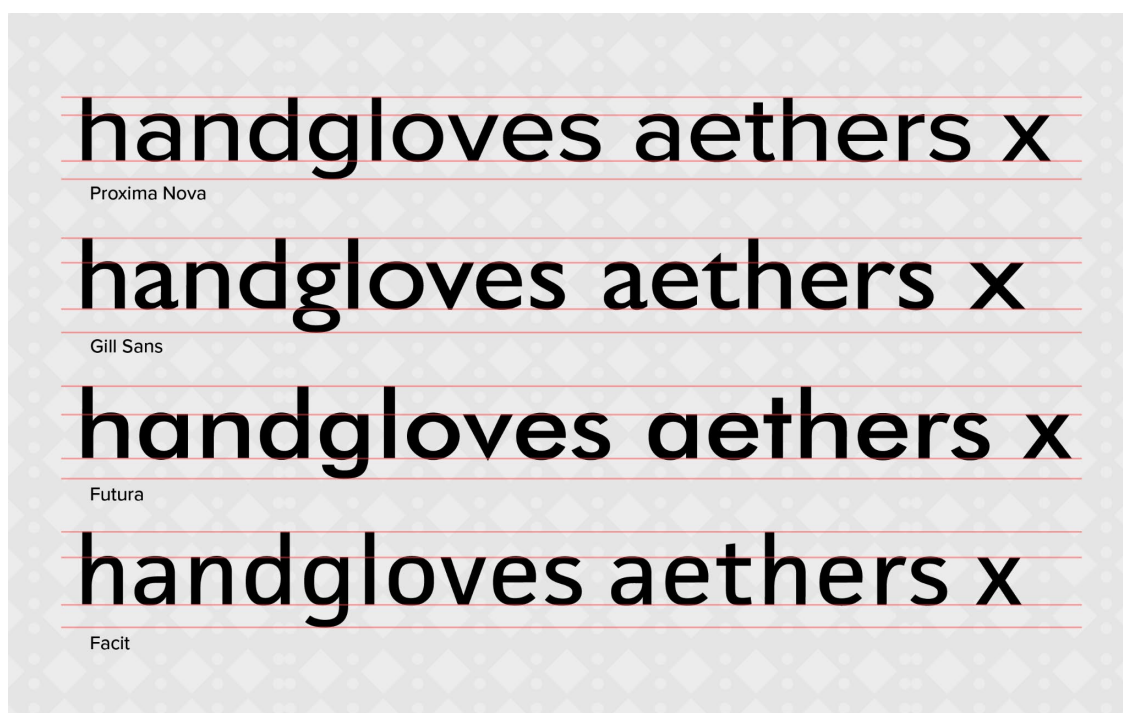 handgloves aethers x
Proxima Nova
handgloves aethers x
Gill Sans
handgloves aethers x
Futura
handgloves aethers x
Facit